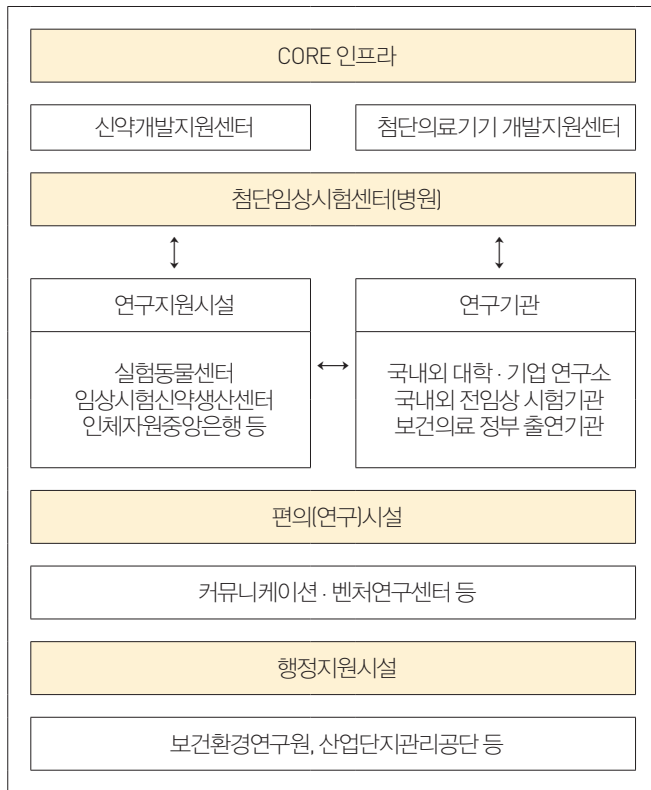 CORE 인프라
신약개발지원센터
첨단의료기기 개발지원센터
첨단임상시험센터(병원)
연구지원시설
실험동물센터
임상시험신약생산센터
인체자원중앙은행 등
연구기관
국내외 대학 · 기업 연구소
국내외 전임상 시험기관
보건의료 정부 출연기관
편의(연구)시설
커뮤니케이션 · 벤처연구센터 등
행정지원시설
보건환경연구원, 산업단지관리공단 등